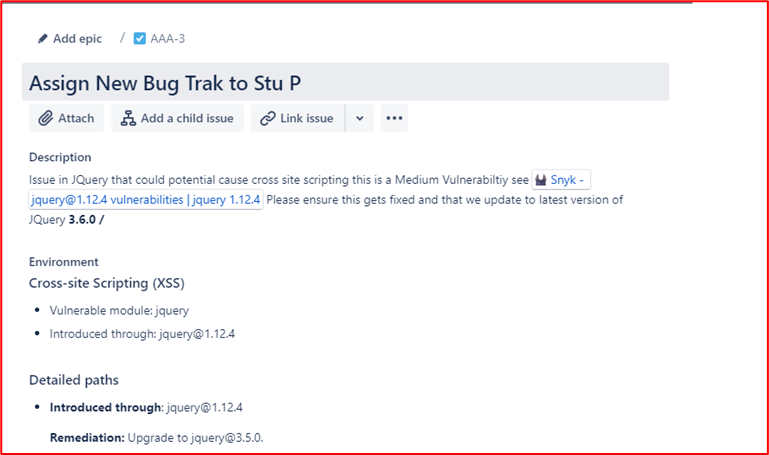 Add epic / AAA-3
Assign New Bug Trak to Stu P
Attach Add a child issue Link issue
Description
Issue in JQuery that could potential cause cross site scripting this is a Medium Vulnerabiltiy see Snyk -
jquery@1.12.4 vulnerabilities | jquery 1.12.4 Please ensure this gets fixed and that we update to latest version of
JQuery 3.6.0 /
Environment
Cross-site Scripting (XSS)
• Vulnerable module: jquery
• Introduced through: jquery@1.12.4
Detailed paths
• Introduced through: jquery@1.12.4
Remediation: Upgrade to jquery@3.5.0.